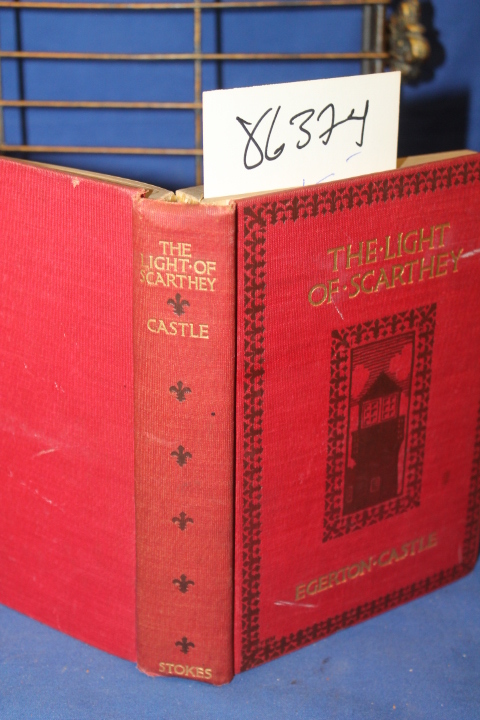 86374
THE
LIGHT·OF
SCARTHEY
CASTLE
STOKES
THE·LIGHT
OF·SCARTHEY
EGERTON·CASTLE